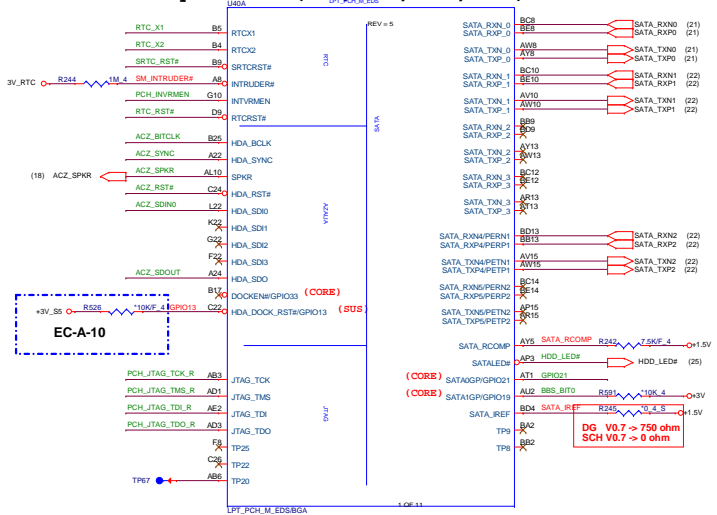 U40A
LPT_PCH_M_EDS
REV = 5
RTC_X1 B5 RTCX1
RTC_X2 B4 RTCX2
SRTC_RST# B9 SRTCRST#
3V_RTC R244 1M_4 SM_INTRUDER# A8 INTRUDER#
PCH_INVRMEN G10 INTVRMEN
RTC_RST# D9 RTCRST#
RTC
ACZ_BITCLK B25 HDA_BCLK
ACZ_SYNC A22 HDA_SYNC
(18) ACZ_SPKR ACZ_SPKR AL10 SPKR
ACZ_RST# C24 HDA_RST#
ACZ_SDIN0 L22 HDA_SDI0
K22 HDA_SDI1
G22 HDA_SDI2
F22 HDA_SDI3
ACZ_SDOUT A24 HDA_SDO
B17 DOCKEN#/GPIO33 (CORE)
+3V_S5 R526 *10K/F_4 GPIO13 C22 HDA_DOCK_RST#/GPIO13 (SUS)
EC-A-10
AZALIA
PCH_JTAG_TCK_R AB3 JTAG_TCK
PCH_JTAG_TMS_R AD1 JTAG_TMS
PCH_JTAG_TDI_R AE2 JTAG_TDI
PCH_JTAG_TDO_R AD3 JTAG_TDO
F8 TP25
C26 TP22
TP67 AB6 TP20
JTAG
SATA
SATA_RXN_0 BC8 SATA_RXN0 (21)
SATA_RXP_0 BE8 SATA_RXP0 (21)
SATA_TXN_0 AW8 SATA_TXN0 (21)
SATA_TXP_0 AY8 SATA_TXP0 (21)
SATA_RXN_1 BC10 SATA_RXN1 (22)
SATA_RXP_1 BE10 SATA_RXP1 (22)
SATA_TXN_1 AV10 SATA_TXN1 (22)
SATA_TXP_1 AW10 SATA_TXP1 (22)
SATA_RXN_2 BB9
SATA_RXP_2 BD9
SATA_TXN_2 AY13
SATA_TXP_2 AW13
SATA_RXN_3 BC12
SATA_RXP_3 BE12
SATA_TXN_3 AR13
SATA_TXP_3 AT13
SATA_RXN4/PERN1 BD13 SATA_RXN2 (22)
SATA_RXP4/PERP1 BB13 SATA_RXP2 (22)
SATA_TXN4/PETN1 AV15 SATA_TXN2 (22)
SATA_TXP4/PETP1 AW15 SATA_TXP2 (22)
SATA_RXN5/PERN2 BC14
SATA_RXP5/PERP2 BE14
SATA_TXN5/PETN2 AP15
SATA_TXP5/PETP2 AR15
SATA_RCOMP AY5 SATA_RCOMP R242 7.5K/F_4 +1.5V
SATALED# AP3 HDD_LED# HDD_LED# (25)
(CORE) SATA0GP/GPIO21 AT1 GPIO21
(CORE) SATA1GP/GPIO19 AU2 BBS_BIT0 R591 *10K_4 +3V
SATA_IREF BD4 SATA_IREF R245 *0_4_S +1.5V
TP9 BA2
TP8 BB2
DG V0.7 -> 750 ohm
SCH V0.7 -> 0 ohm
1 OF 11
LPT_PCH_M_EDS/BGA